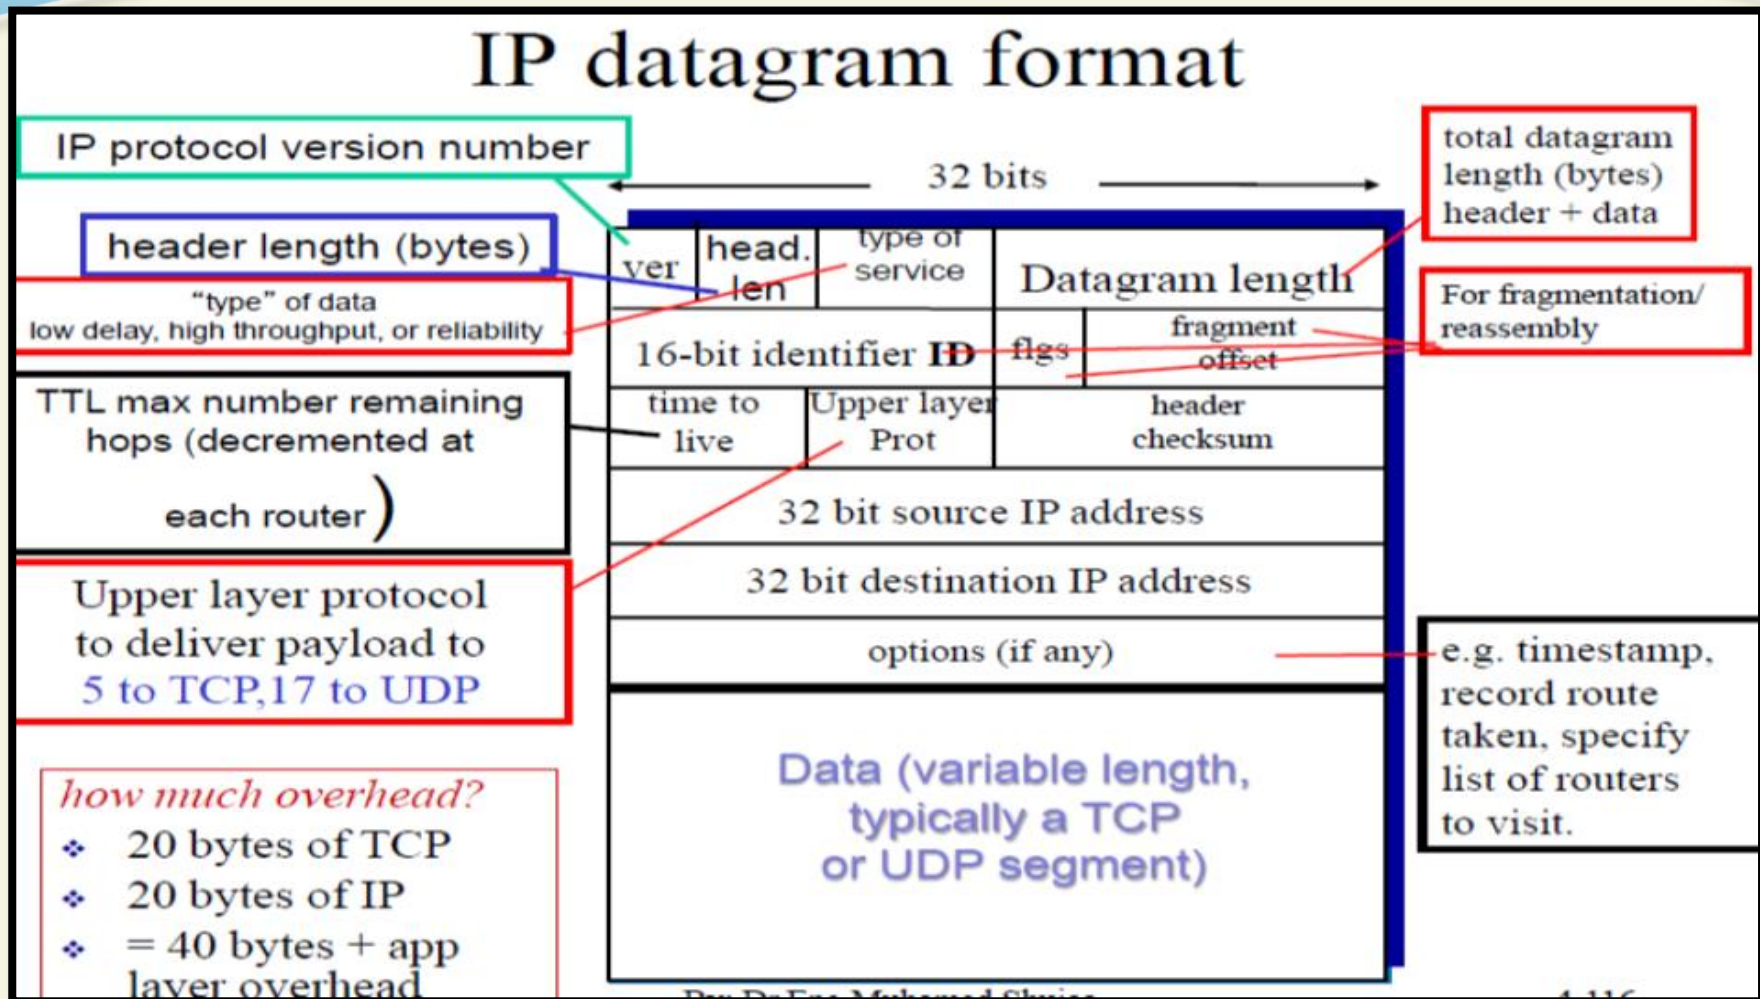 IP datagram format
IP protocol version number
32 bits
total datagram
length (bytes)
header + data
header length (bytes)
ver
head.
len
type of
service
Datagram length
"type" of data
low delay, high throughput, or reliability
For fragmentation/
reassembly
16-bit identifier ID
flgs
fragment
offset
TTL max number remaining
hops (decremented at
each router )
time to
live
Upper layer
Prot
header
checksum
32 bit source IP address
32 bit destination IP address
Upper layer protocol
to deliver payload to
5 to TCP,17 to UDP
options (if any)
e.g. timestamp,
record route
taken, specify
list of routers
to visit.
Data (variable length,
typically a TCP
or UDP segment)
how much overhead?
❖ 20 bytes of TCP
❖ 20 bytes of IP
❖ = 40 bytes + app
layer overhead